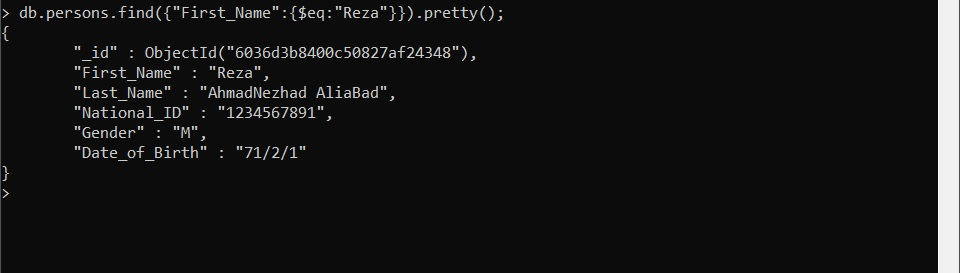 > db.persons.find({"First_Name":{$eq:"Reza"}}).pretty();
{
"_id" : ObjectId("6036d3b8400c50827af24348"),
"First_Name" : "Reza",
"Last_Name" : "AhmadNezhad AliaBad",
"National_ID" : "1234567891",
"Gender" : "M",
"Date_of_Birth" : "71/2/1"
}
>